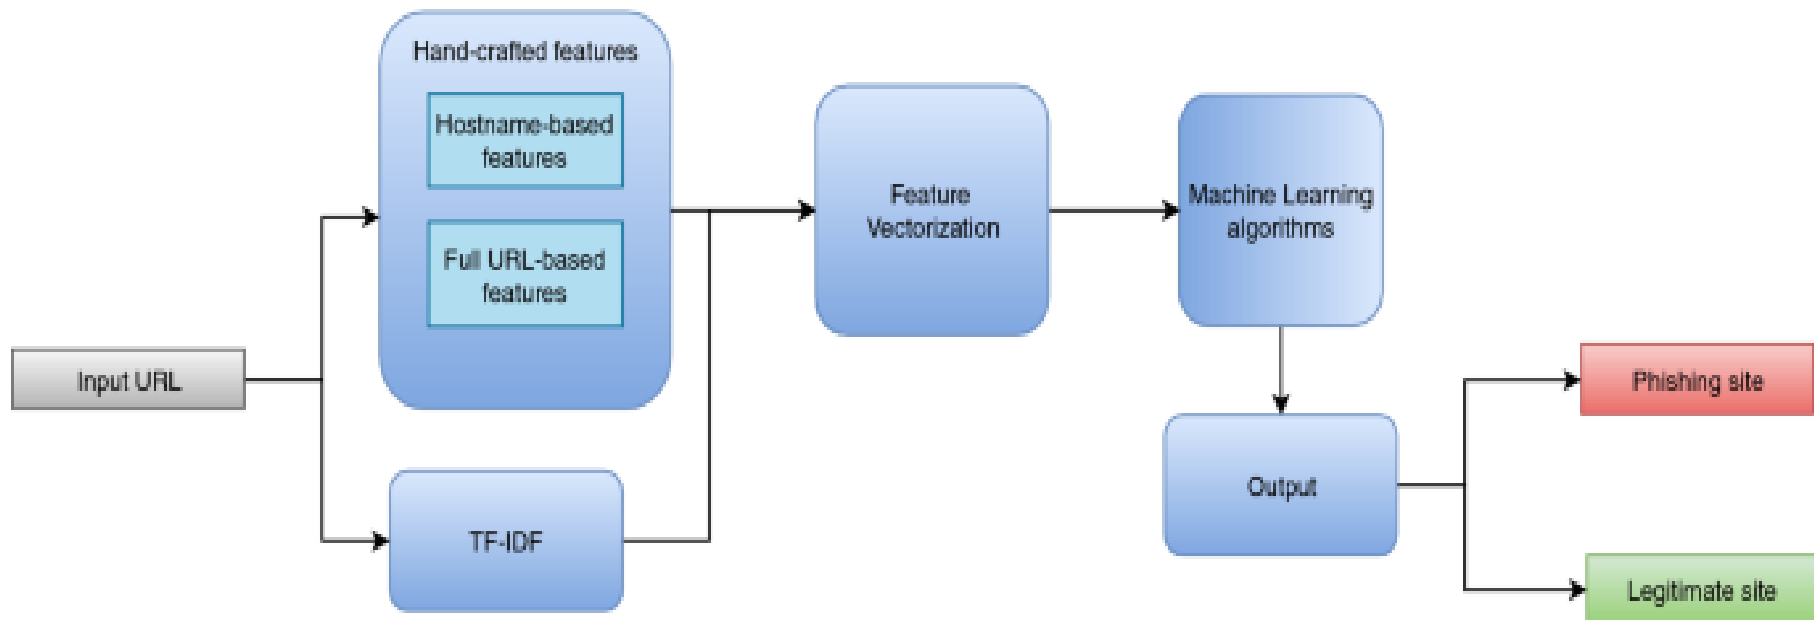 Hand-crafted features
Hostname-based
features
Full URL-based
features
Input URL
TF-IDF
Feature
Vectorization
Machine Learning
algorithms
Output
Phishing site
Legitimate site